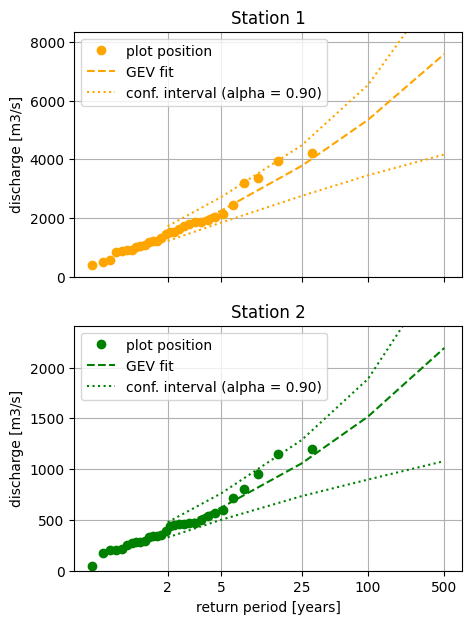 Station 1
discharge [m3/s]
8000
6000
4000
2000
0
plot position
GEV fit
conf. interval (alpha = 0.90)
Station 2
discharge [m3/s]
2000
1500
1000
500
0
plot position
GEV fit
conf. interval (alpha = 0.90)
2 5 25 100 500
return period [years]